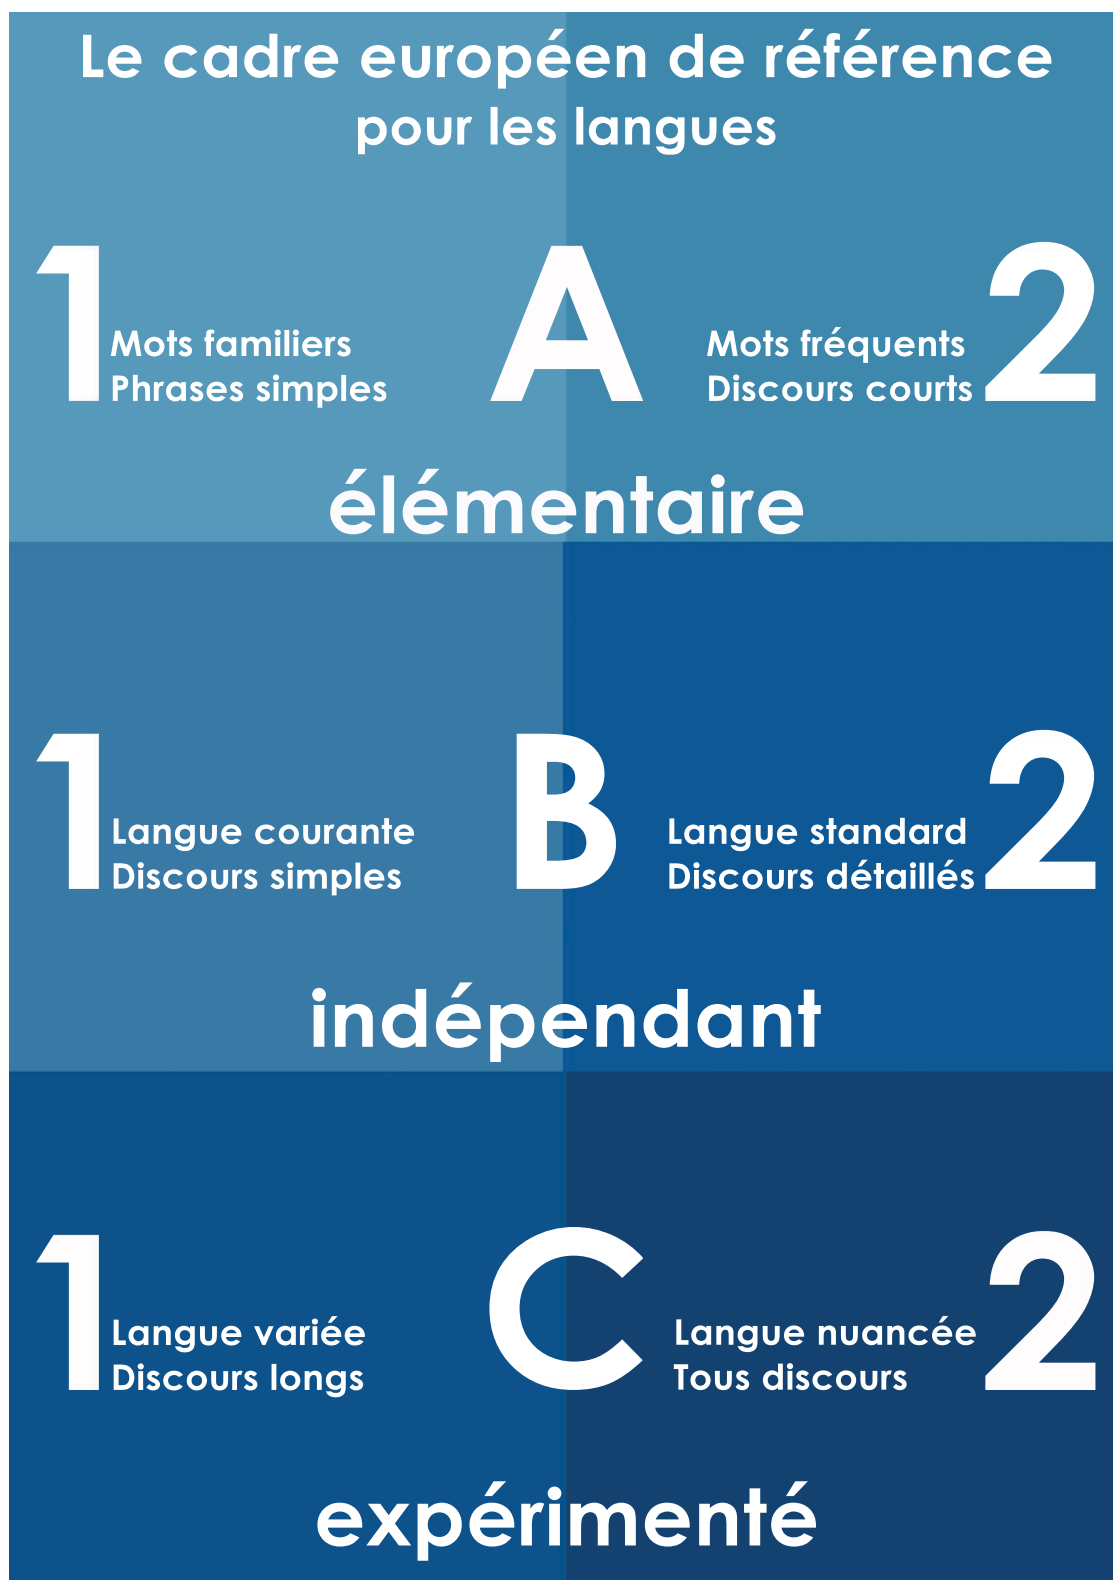 Le cadre européen de référence
pour les langues
1 A 2
Mots familiers
Phrases simples
Mots fréquents
Discours courts
élémentaire
1 B 2
Langue courante
Discours simples
Langue standard
Discours détaillés
indépendant
1 C 2
Langue variée
Discours longs
Langue nuancée
Tous discours
expérimenté